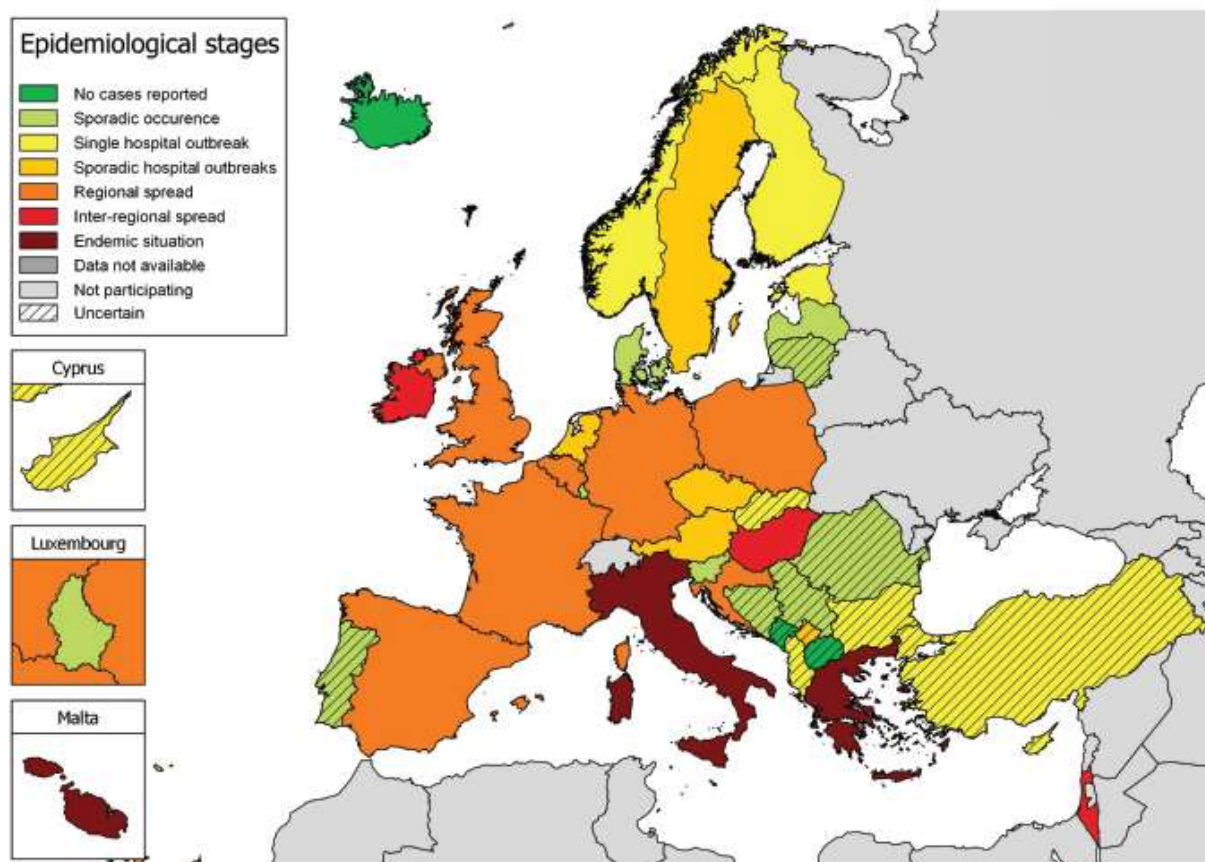 Epidemiological stages
No cases reported
Sporadic occurence
Single hospital outbreak
Sporadic hospital outbreaks
Regional spread
Inter-regional spread
Endemic situation
Data not available
Not participating
Uncertain
Cyprus
Luxembourg
Malta